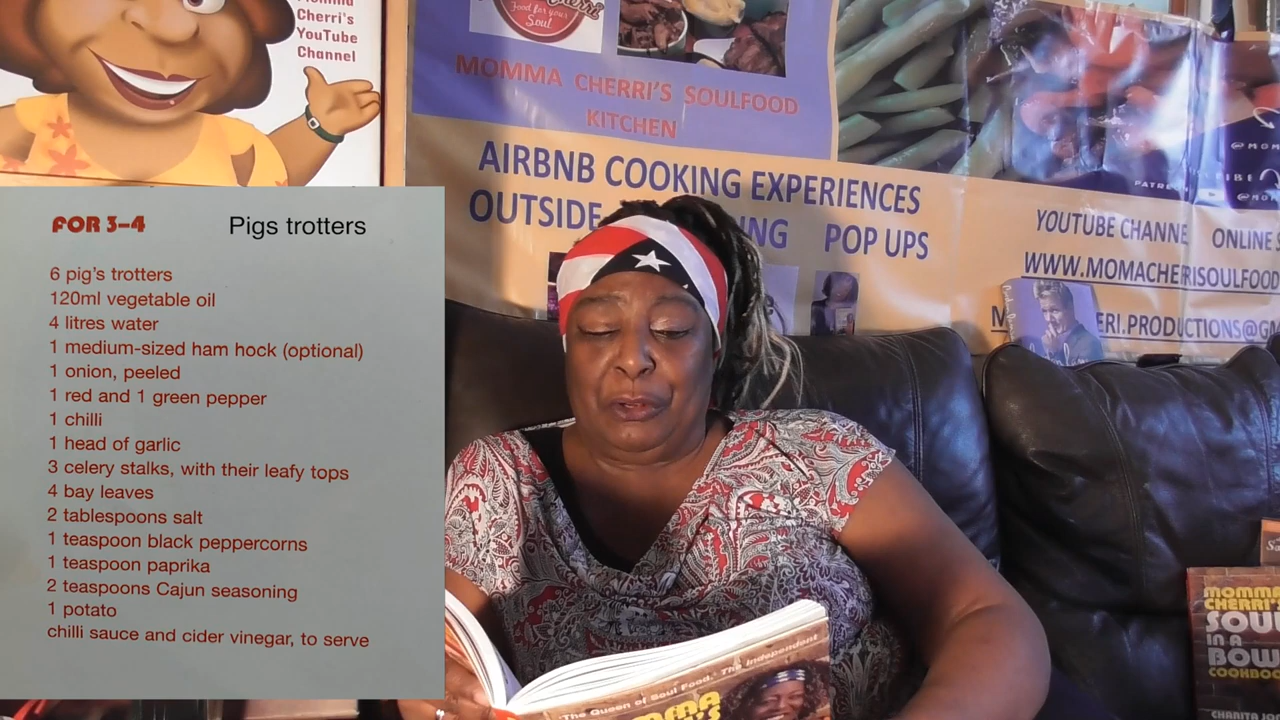 Momma
Cherri's
YouTube
Channel
Food for your
Soul
MOMMA CHERRI'S SOULFOOD
KITCHEN
AIRBNB COOKING EXPERIENCES
OUTSIDE
POP UPS
YOUTUBE CHANNE
ONLINE
WWW.MOMACHERISOULFOOD
ERI.PRODUCTIONS@G
FOR 3–4
Pigs trotters
6 pig's trotters
120ml vegetable oil
4 litres water
1 medium-sized ham hock (optional)
1 onion, peeled
1 red and 1 green pepper
1 chilli
1 head of garlic
3 celery stalks, with their leafy tops
4 bay leaves
2 tablespoons salt
1 teaspoon black peppercorns
1 teaspoon paprika
2 teaspoons Cajun seasoning
1 potato
chilli sauce and cider vinegar, to serve
'The Queen of Soul Food.' The Independent
MOMMA
CHERRI'S
SOUL
IN A
BOWL
COOKBOO